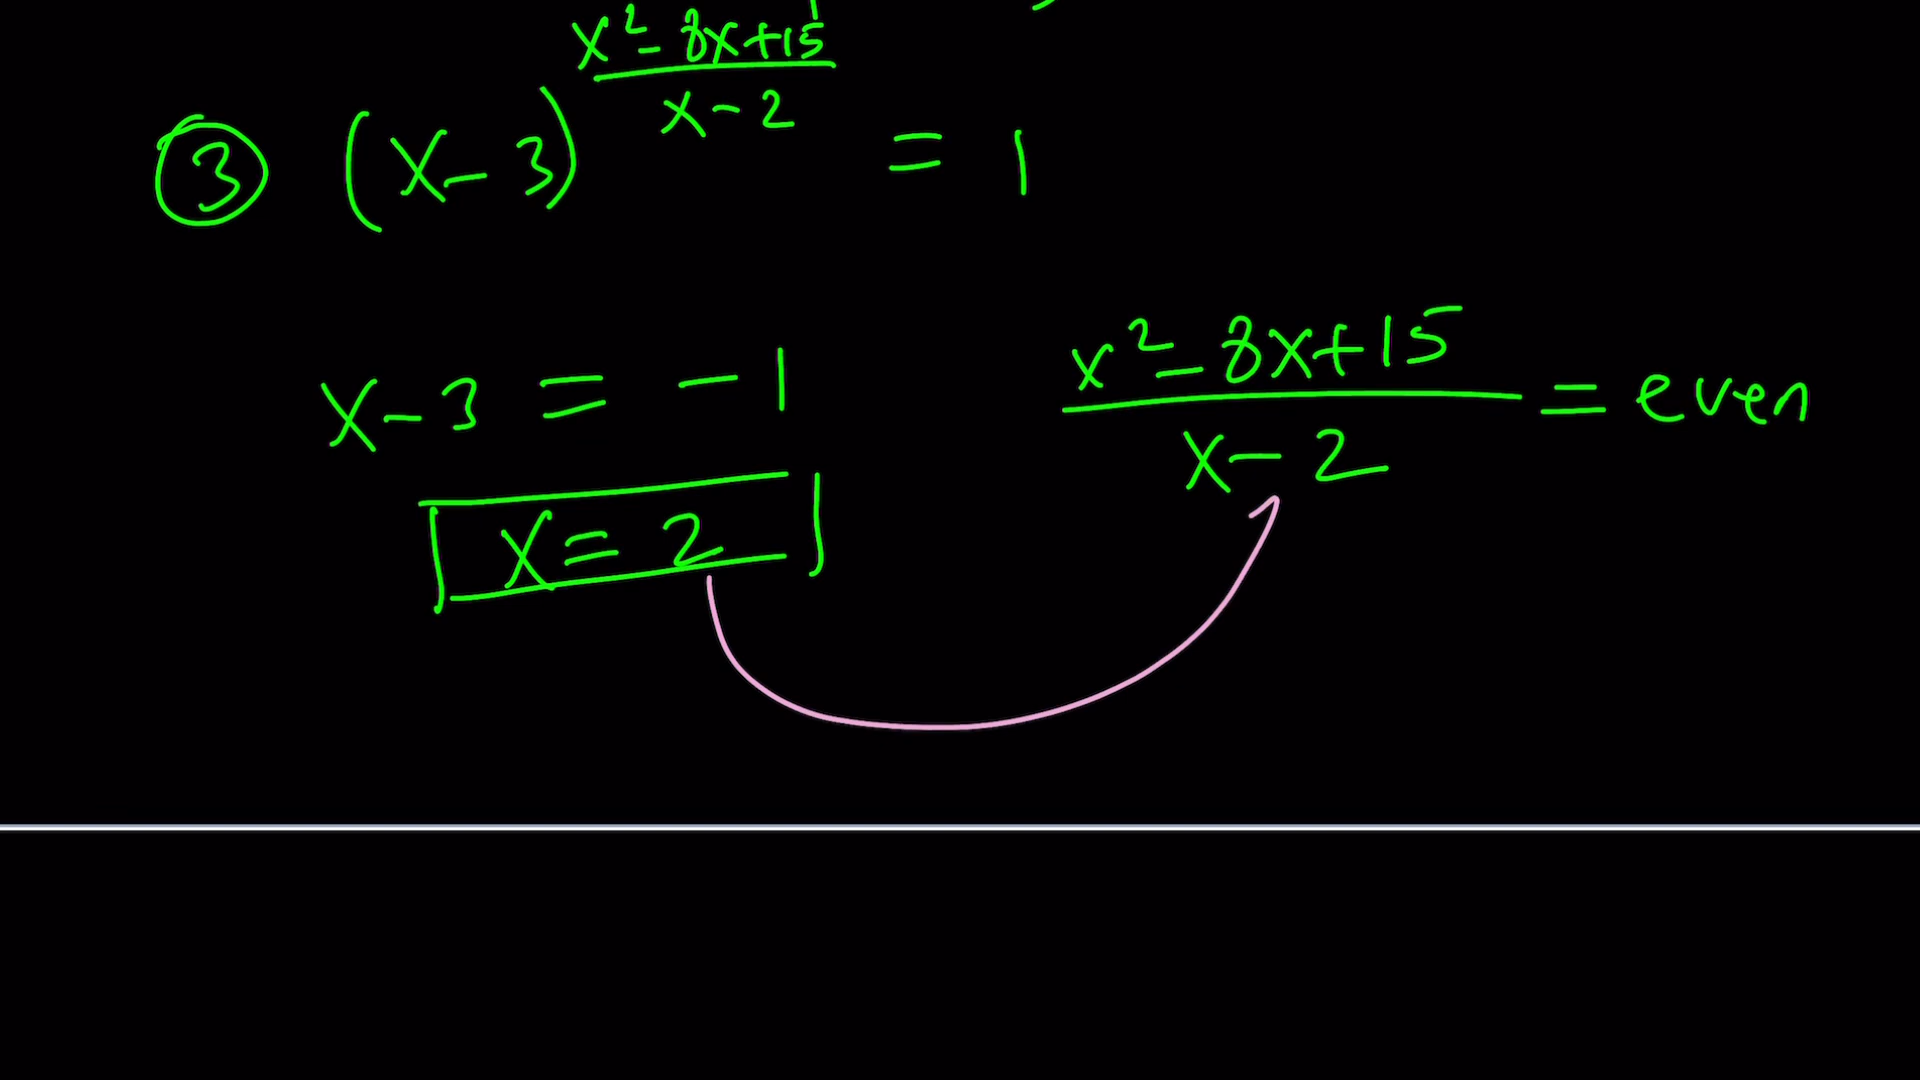 ③ (x-3)^((x²-8x+15)/(x-2)) = 1
x-3 = -1
(x²-8x+15)/(x-2) = even
x = 2